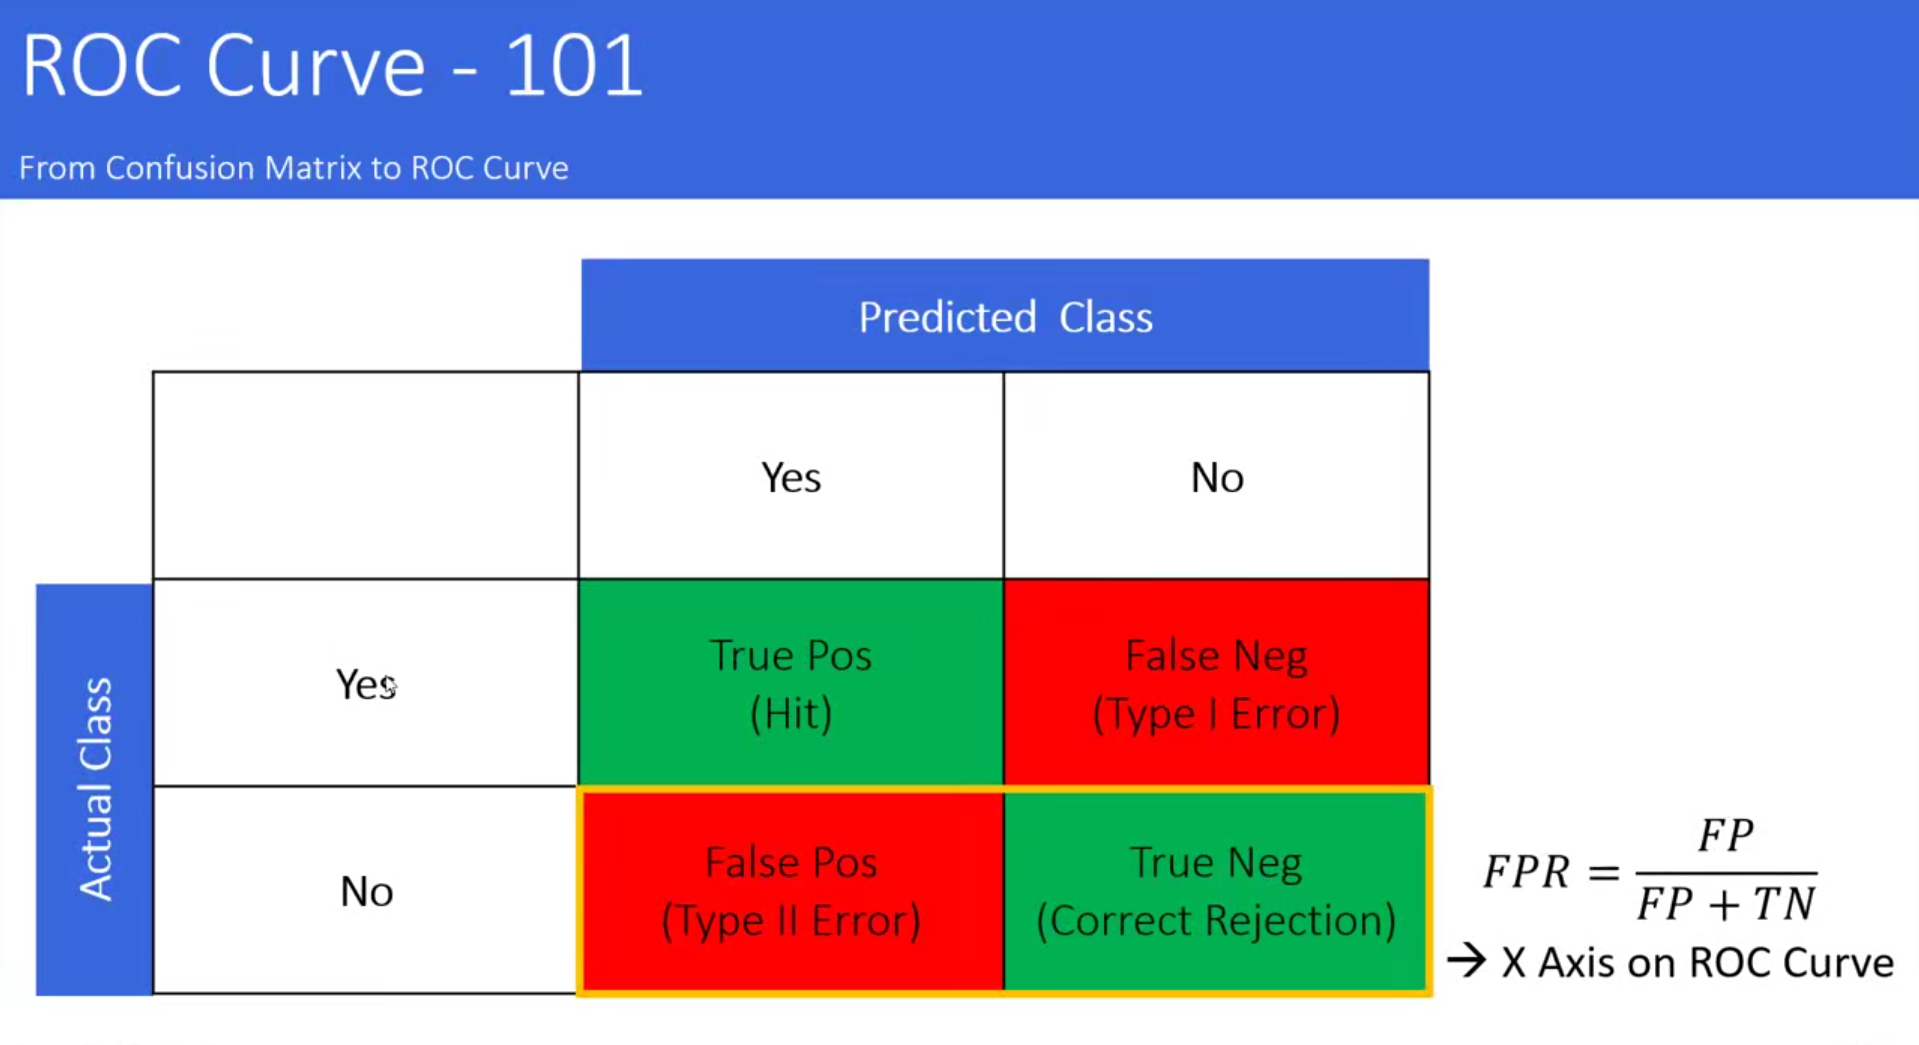 ROC Curve - 101
From Confusion Matrix to ROC Curve
Predicted Class
Yes
No
Actual Class
Yes
True Pos
(Hit)
False Neg
(Type I Error)
No
False Pos
(Type II Error)
True Neg
(Correct Rejection)
FPR = FP / FP + TN
→ X Axis on ROC Curve